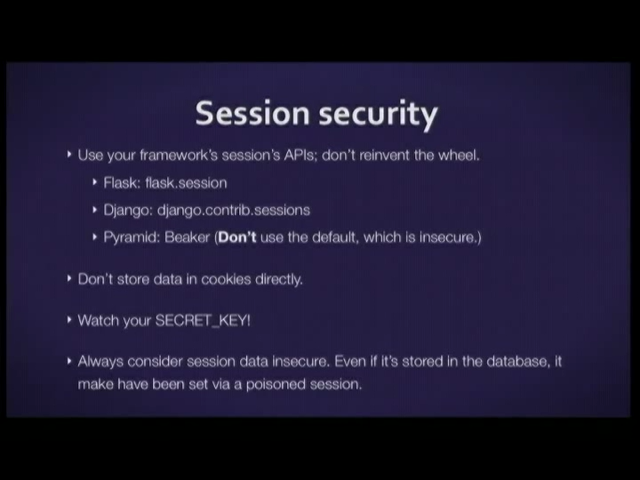 Session security
‣ Use your framework's session's APIs; don't reinvent the wheel.
‣ Flask: flask.session
‣ Django: django.contrib.sessions
‣ Pyramid: Beaker (Don't use the default, which is insecure.)
‣ Don't store data in cookies directly.
‣ Watch your SECRET_KEY!
‣ Always consider session data insecure. Even if it's stored in the database, it
make have been set via a poisoned session.